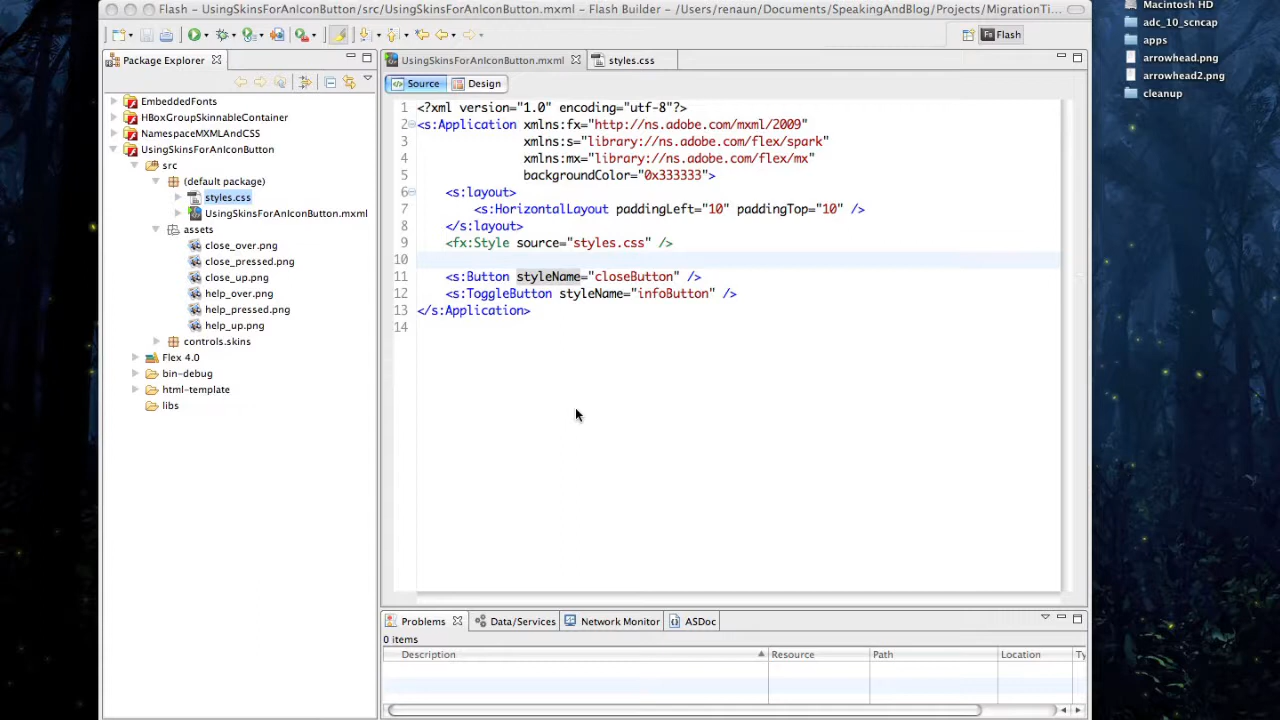 Flash - UsingSkinsForAnIconButton/src/UsingSkinsForAnIconButton.mxml - Flash Builder - /Users/renaun/Documents/SpeakingAndBlog/Projects/MigrationTi...
Flash
Package Explorer
EmbeddedFonts
HBoxGroupSkinnableContainer
NamespaceMXMLAndCSS
UsingSkinsForAnIconButton
src
(default package)
styles.css
UsingSkinsForAnIconButton.mxml
assets
close_over.png
close_pressed.png
close_up.png
help_over.png
help_pressed.png
help_up.png
controls.skins
Flex 4.0
bin-debug
html-template
libs
UsingSkinsForAnIconButton.mxml
styles.css
Source
Design
1 <?xml version="1.0" encoding="utf-8"?>
2 <s:Application xmlns:fx="http://ns.adobe.com/mxml/2009"
3 xmlns:s="library://ns.adobe.com/flex/spark"
4 xmlns:mx="library://ns.adobe.com/flex/mx"
5 backgroundColor="0x333333">
6 <s:layout>
7 <s:HorizontalLayout paddingLeft="10" paddingTop="10" />
8 </s:layout>
9 <fx:Style source="styles.css" />
10
11 <s:Button styleName="closeButton" />
12 <s:ToggleButton styleName="infoButton" />
13 </s:Application>
14
Problems
Data/Services
Network Monitor
ASDoc
0 items
Description
Resource
Path
Location
Ty
Macintosh HD
adc_10_scncap
apps
arrowhead.png
arrowhead2.png
cleanup